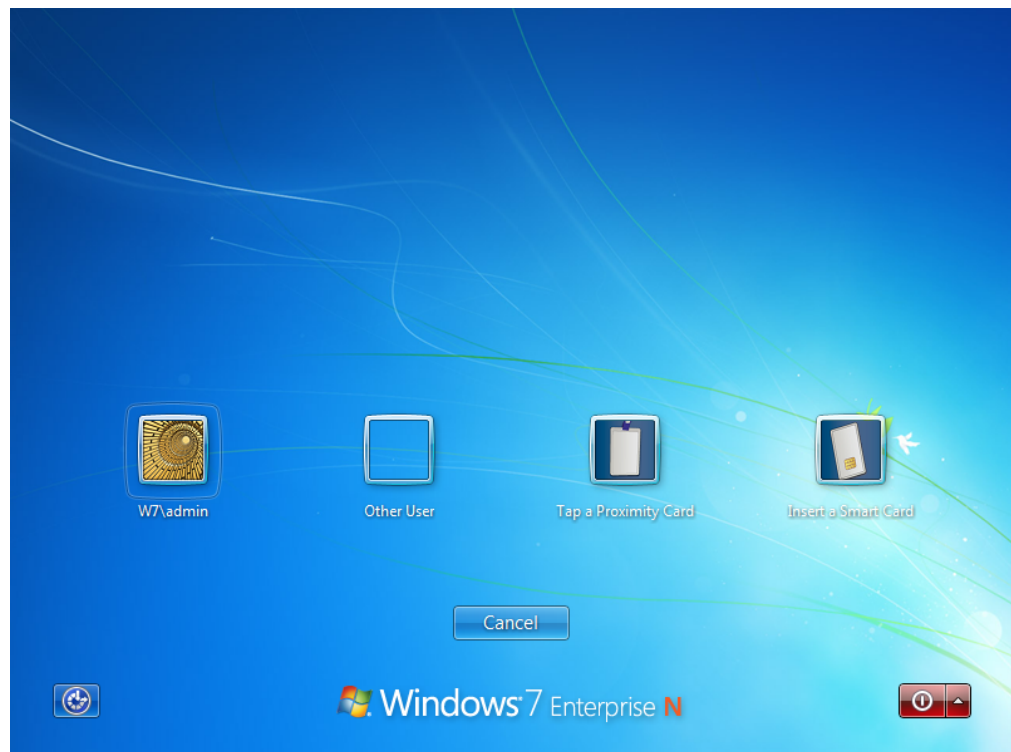 W7\admin
Other User
Tap a Proximity Card
Insert a Smart Card
Cancel
Windows 7 Enterprise N